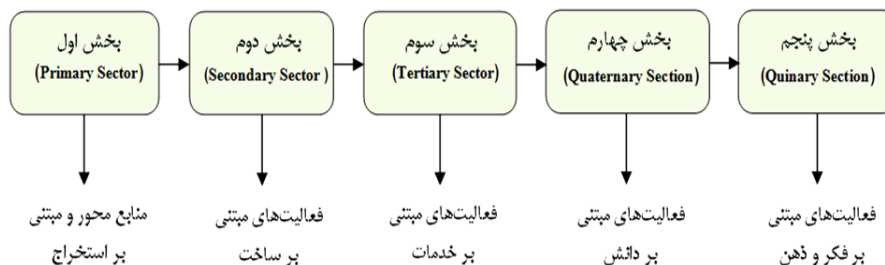 بخش اول
(Primary Sector)
بخش دوم
(Secondary Sector )
بخش سوم
(Tertiary Sector)
بخش چهارم
(Quaternary Section)
بخش پنجم
(Quinary Section)
منابع محور و مبتنی
بر استخراج
فعالیت‌های مبتنی
بر ساخت
فعالیت‌های مبتنی
بر خدمات
فعالیت‌های مبتنی
بر دانش
فعالیت‌های مبتنی
بر فکر و ذهن